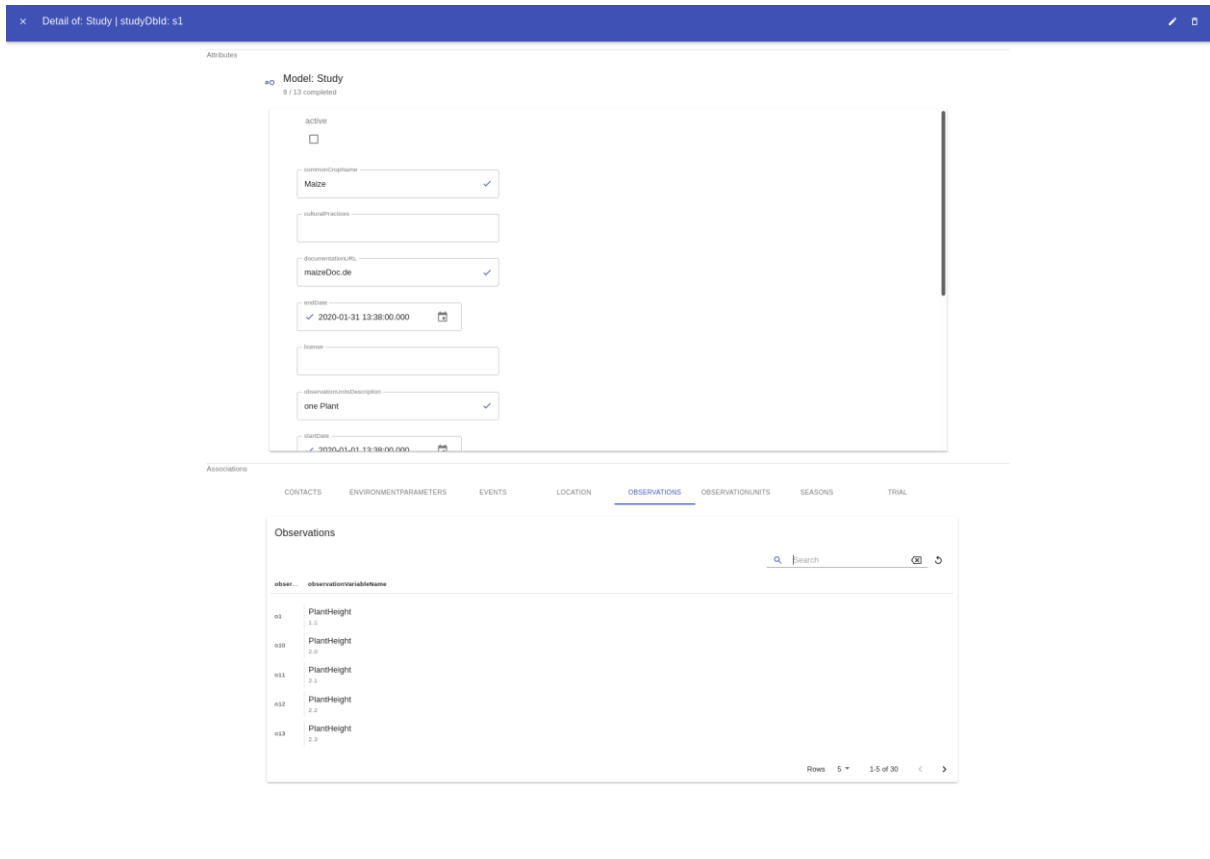 Detail of: Study | studyDbId: s1
Attributes
Model: Study
9 / 13 completed
active
commonCropName
Maize
culturalPractices
documentationURL
maizeDoc.de
endDate
2020-01-31 13:38:00.000
license
observationUnitsDescription
one Plant
startDate
2020-01-01 13:38:00.000
Associations
CONTACTS ENVIRONMENTPARAMETERS EVENTS LOCATION OBSERVATIONS OBSERVATIONUNITS SEASONS TRIAL
Observations
Search
obser... observationVariableName
o1 PlantHeight
1.1
o10 PlantHeight
2.0
o11 PlantHeight
2.1
o12 PlantHeight
2.2
o13 PlantHeight
2.3
Rows 5 1-5 of 30